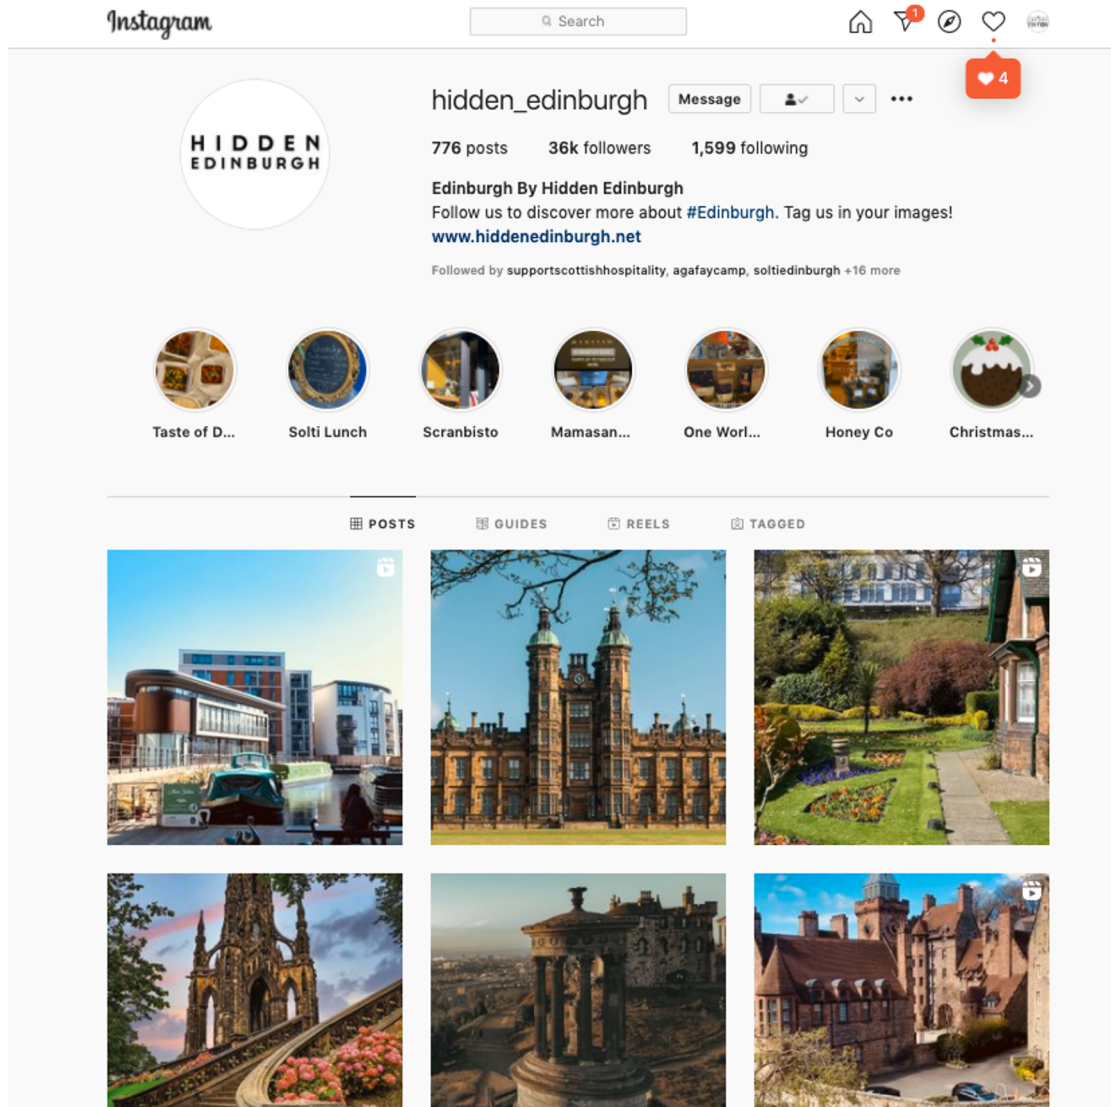 Instagram
Search
1
4
HIDDEN
EDINBURGH
hidden_edinburgh
Message
776 posts 36k followers 1,599 following
Edinburgh By Hidden Edinburgh
Follow us to discover more about #Edinburgh. Tag us in your images!
www.hiddenedinburgh.net
Followed by supportscottishhospitality, agafaycamp, soltiedinburgh +16 more
Taste of D... Solti Lunch Scranbisto Mamasan... One Worl... Honey Co Christmas...
POSTS GUIDES REELS TAGGED